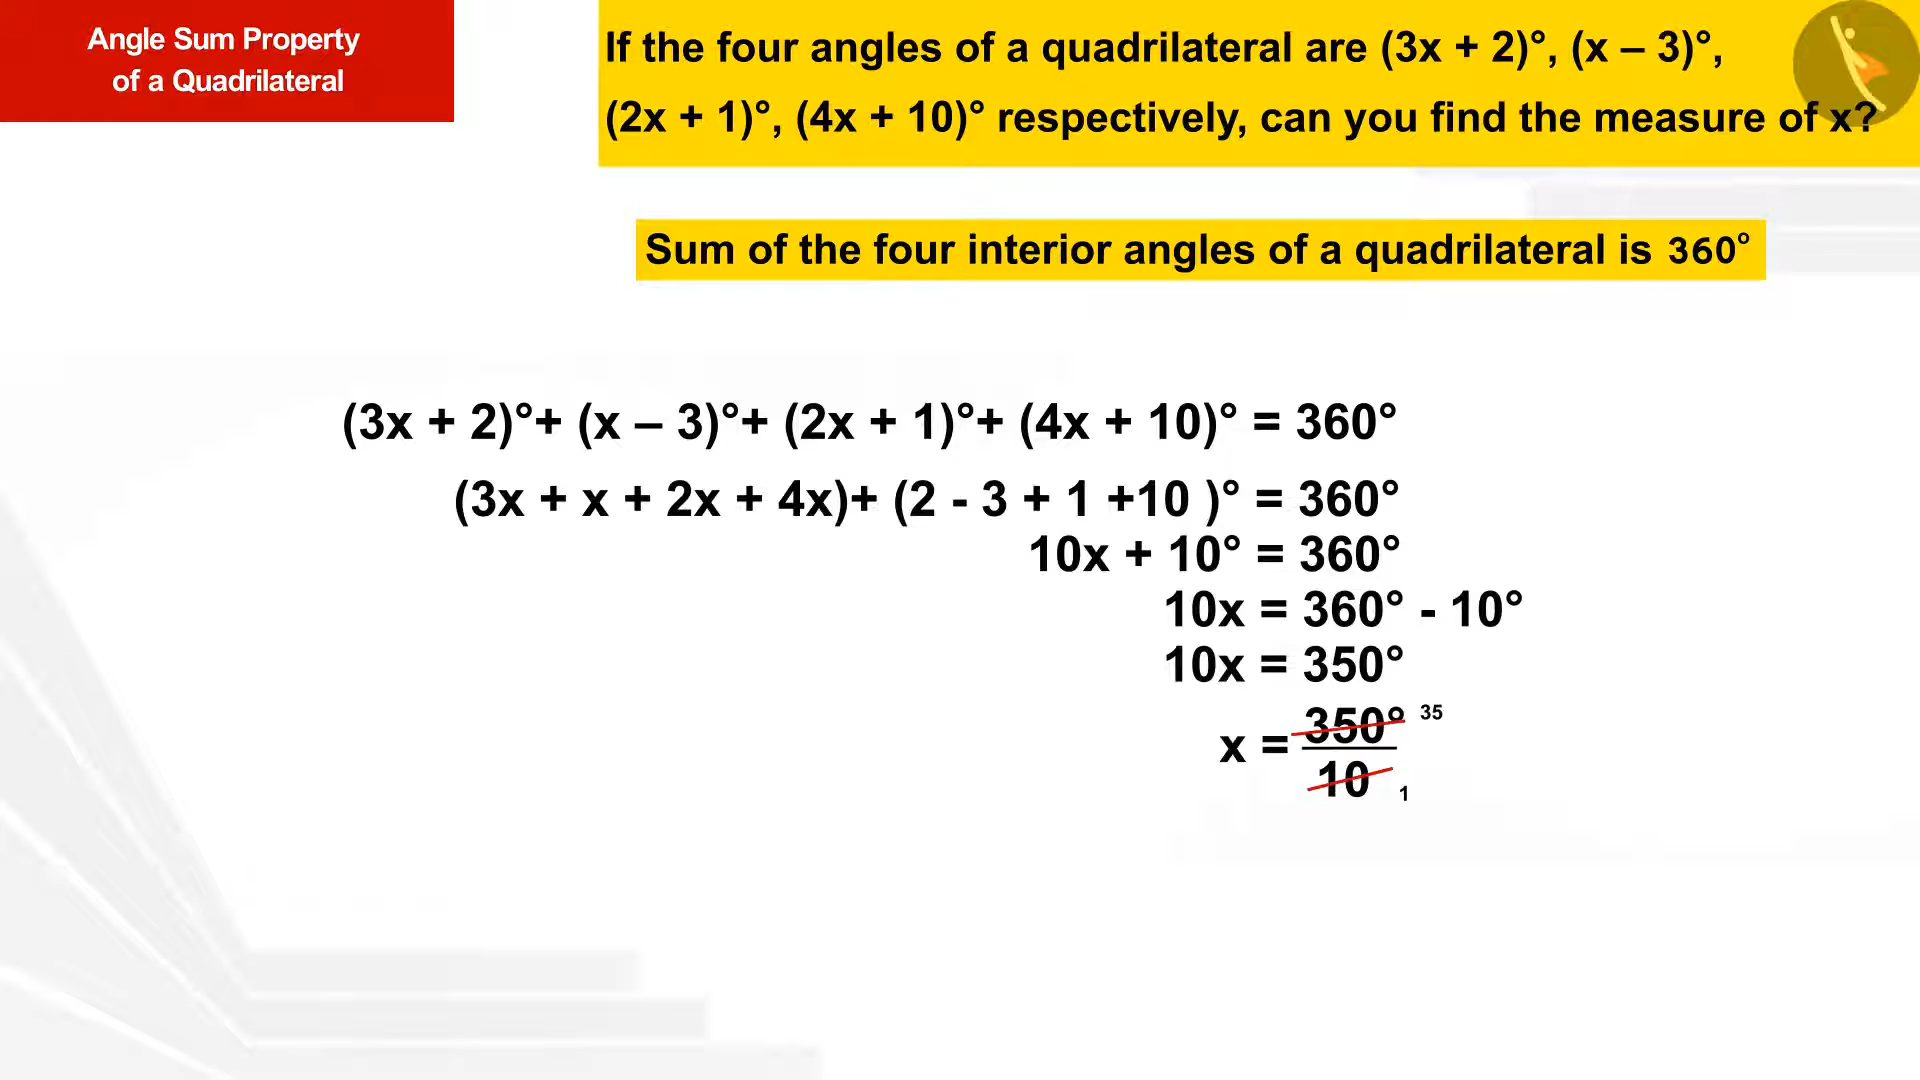 Angle Sum Property
of a Quadrilateral
If the four angles of a quadrilateral are (3x + 2)°, (x – 3)°,
(2x + 1)°, (4x + 10)° respectively, can you find the measure of x?
Sum of the four interior angles of a quadrilateral is 360°
(3x + 2)°+ (x – 3)°+ (2x + 1)°+ (4x + 10)° = 360°
(3x + x + 2x + 4x)+ (2 - 3 + 1 +10 )° = 360°
10x + 10° = 360°
10x = 360° - 10°
10x = 350°
350° 35
x =
10 1